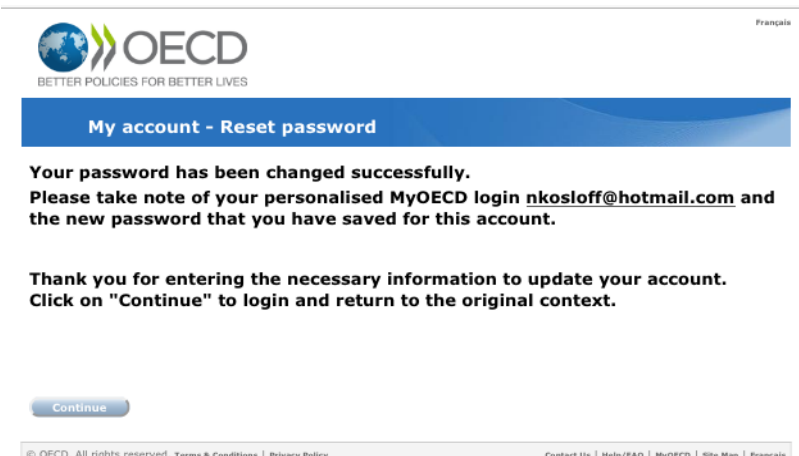 Français
OECD
BETTER POLICIES FOR BETTER LIVES
My account - Reset password
Your password has been changed successfully.
Please take note of your personalised MyOECD login nkosloff@hotmail.com and
the new password that you have saved for this account.
Thank you for entering the necessary information to update your account.
Click on "Continue" to login and return to the original context.
Continue
© OECD. All rights reserved. Terms & Conditions | Privacy Policy Contact Us | Help/FAQ | MyOECD | Site Map | Français